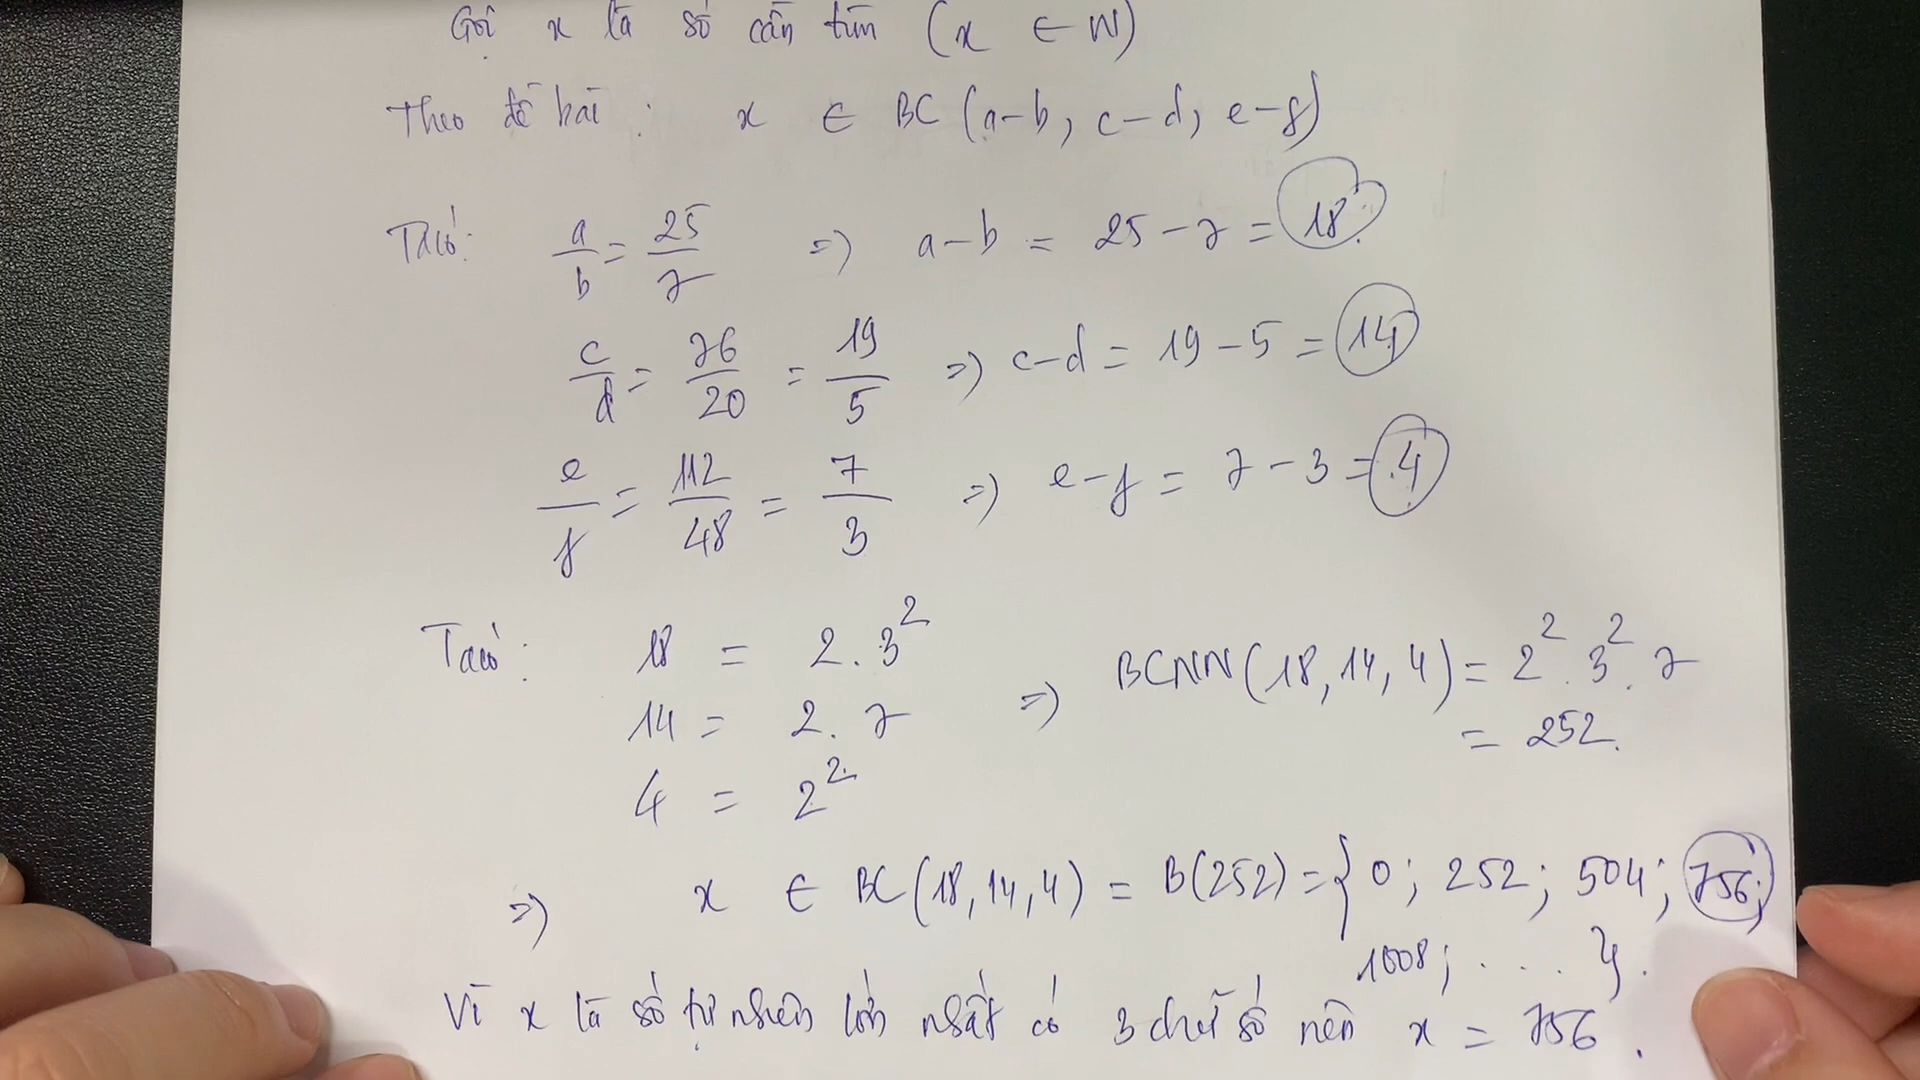 Gọi x là số cần tìm (x ∈ N)
Theo đề bài : x ∈ BC (a-b, c-d, e-f)
Ta có: a/b = 25/7 => a-b = 25-7 = 18.
c/d = 76/20 = 19/5 => c-d = 19-5 = 14
e/f = 112/48 = 7/3 => e-f = 7-3 = 4
Ta có: 18 = 2.3²
14 = 2.7 => BCNN(18,14,4) = 2².3².7
= 252.
4 = 2²
=> x ∈ BC(18,14,4) = B(252) = {0; 252; 504; 756;
1008; .... }.
Vì x là số tự nhiên lớn nhất có 3 chữ số nên x = 756.